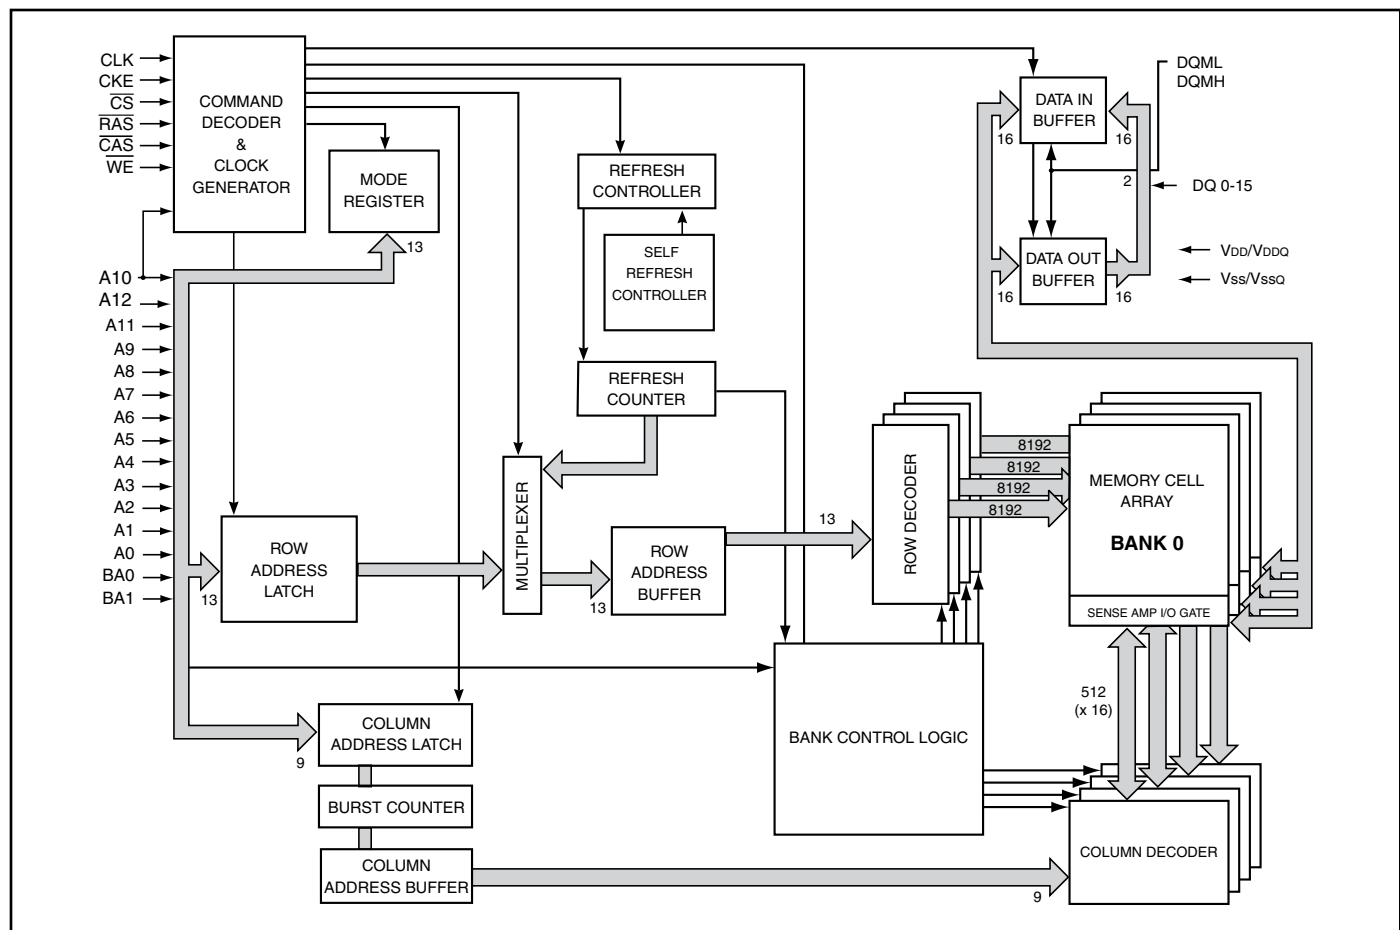 CLK
CKE
CS
RAS
CAS
WE
A10
A12
A11
A9
A8
A7
A6
A5
A4
A3
A2
A1
A0
BA0
BA1
COMMAND
DECODER
&
CLOCK
GENERATOR
MODE
REGISTER
13
REFRESH
CONTROLLER
SELF
REFRESH
CONTROLLER
REFRESH
COUNTER
MULTIPLEXER
13
ROW
ADDRESS
LATCH
13
ROW
ADDRESS
BUFFER
13
ROW DECODER
8192
8192
8192
8192
MEMORY CELL
ARRAY
BANK 0
SENSE AMP I/O GATE
DATA IN
BUFFER
16
16
DQML
DQMH
2
DQ 0-15
DATA OUT
BUFFER
16
16
VDD/VDDQ
Vss/VssQ
BANK CONTROL LOGIC
512
(x 16)
COLUMN DECODER
9
COLUMN
ADDRESS LATCH
9
BURST COUNTER
COLUMN
ADDRESS BUFFER